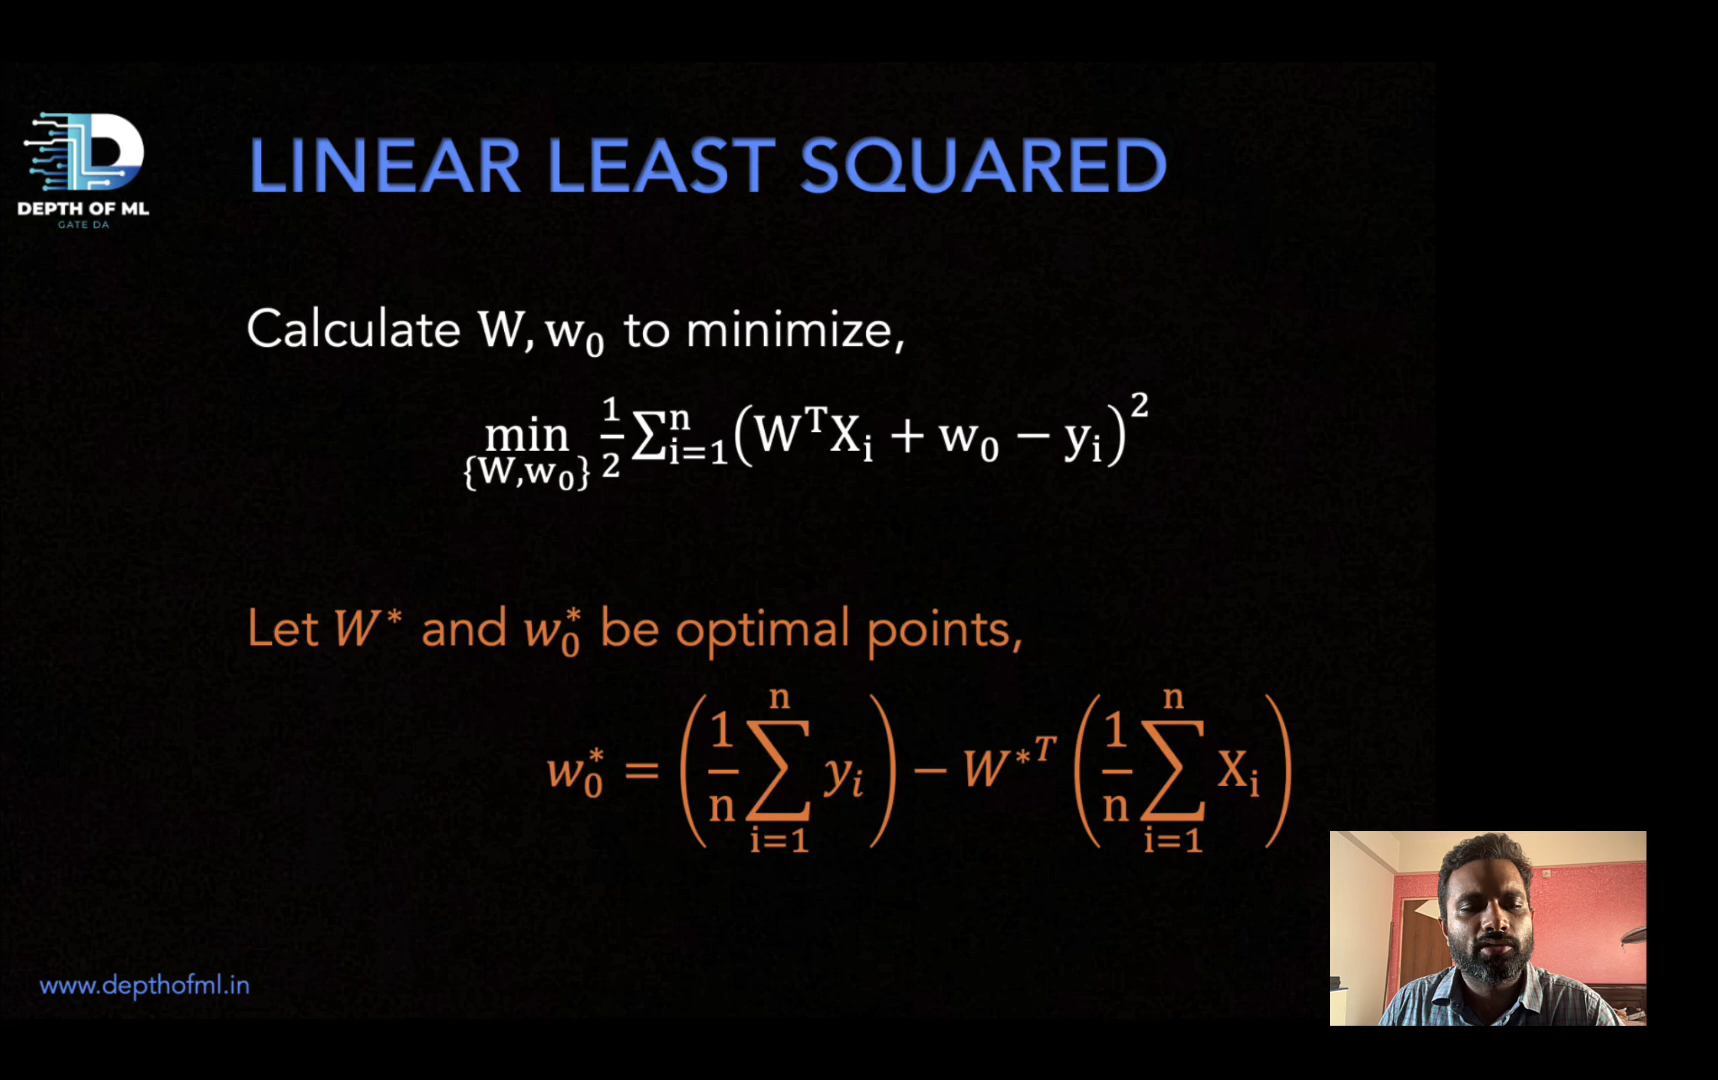 DEPTH OF ML
GATE DA
LINEAR LEAST SQUARED
Calculate W, w₀ to minimize,
min_{W,w₀} 1/2 Σⁿᵢ₌₁ (WᵀXᵢ + w₀ − yᵢ)²
Let W* and w₀* be optimal points,
w₀* = (1/n Σⁿᵢ₌₁ yᵢ) − W*ᵀ (1/n Σⁿᵢ₌₁ Xᵢ)
www.depthofml.in